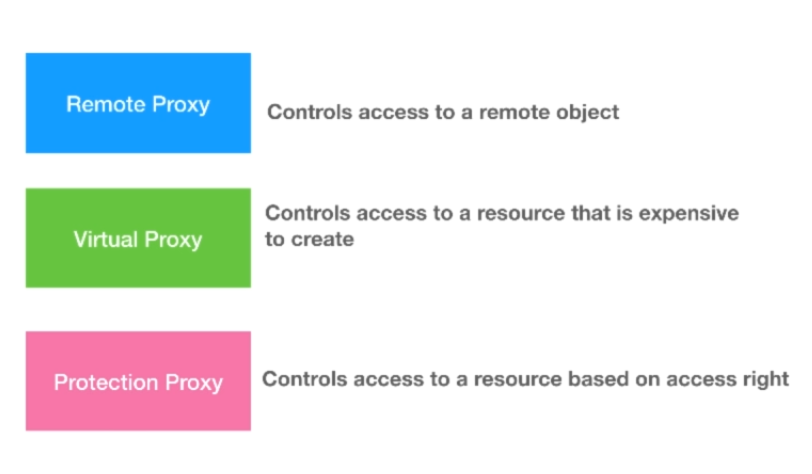 Remote Proxy
Controls access to a remote object
Virtual Proxy
Controls access to a resource that is expensive
to create
Protection Proxy
Controls access to a resource based on access right